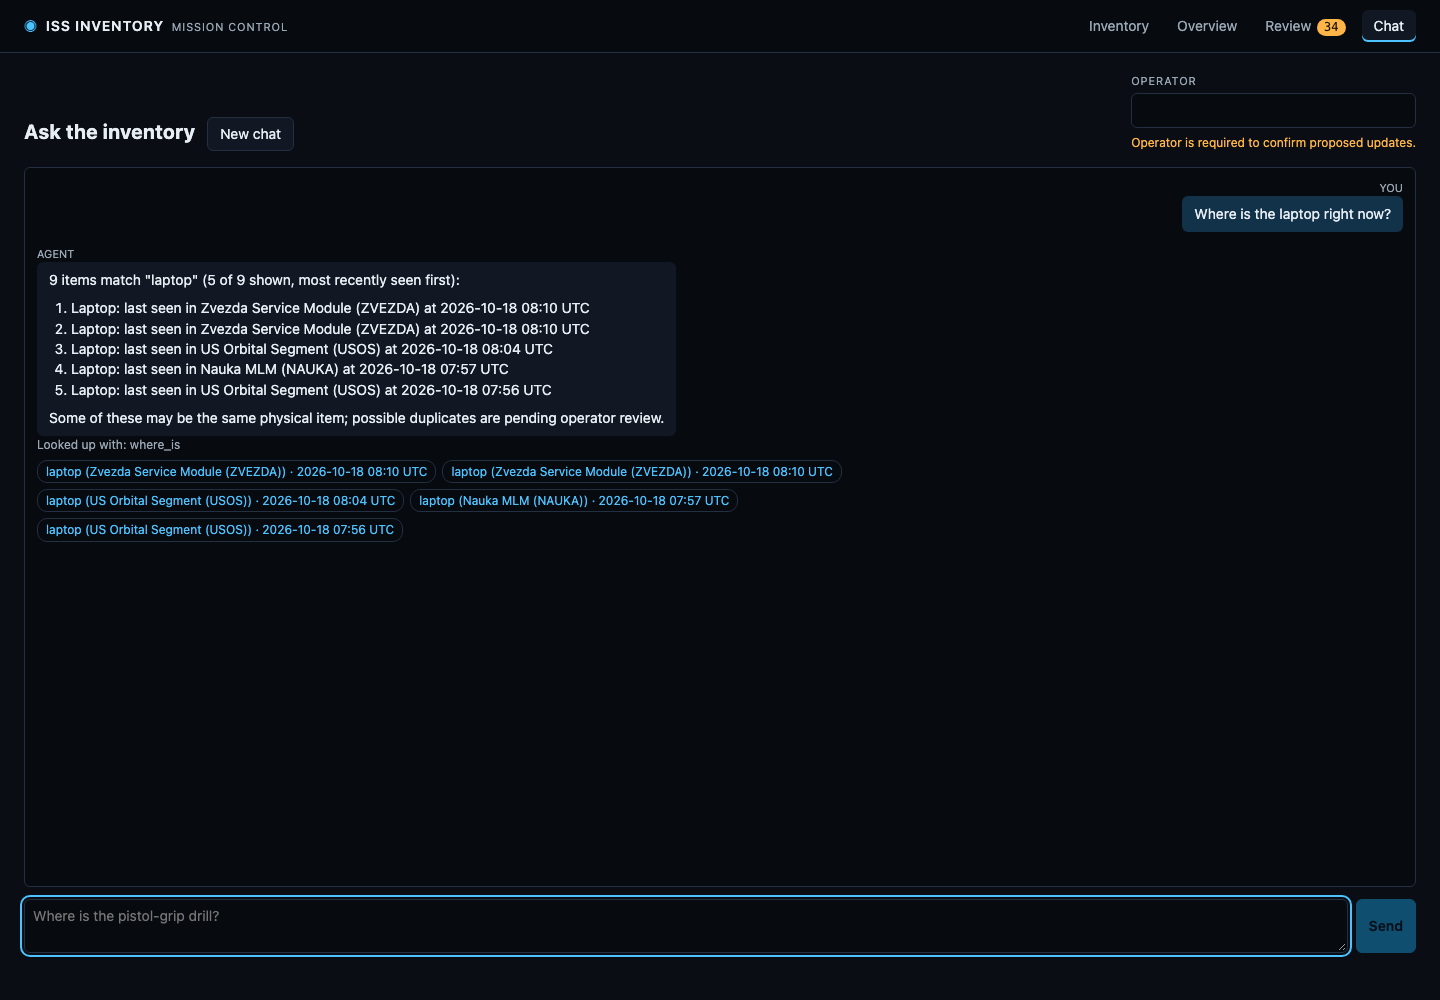 ISS INVENTORY MISSION CONTROL
Inventory Overview Review 34 Chat
OPERATOR
Operator is required to confirm proposed updates.
Ask the inventory New chat
YOU
Where is the laptop right now?
AGENT
9 items match "laptop" (5 of 9 shown, most recently seen first):
1. Laptop: last seen in Zvezda Service Module (ZVEZDA) at 2026-10-18 08:10 UTC
2. Laptop: last seen in Zvezda Service Module (ZVEZDA) at 2026-10-18 08:10 UTC
3. Laptop: last seen in US Orbital Segment (USOS) at 2026-10-18 08:04 UTC
4. Laptop: last seen in Nauka MLM (NAUKA) at 2026-10-18 07:57 UTC
5. Laptop: last seen in US Orbital Segment (USOS) at 2026-10-18 07:56 UTC
Some of these may be the same physical item; possible duplicates are pending operator review.
Looked up with: where_is
laptop (Zvezda Service Module (ZVEZDA)) · 2026-10-18 08:10 UTC laptop (Zvezda Service Module (ZVEZDA)) · 2026-10-18 08:10 UTC
laptop (US Orbital Segment (USOS)) · 2026-10-18 08:04 UTC laptop (Nauka MLM (NAUKA)) · 2026-10-18 07:57 UTC
laptop (US Orbital Segment (USOS)) · 2026-10-18 07:56 UTC
Where is the pistol-grip drill?
Send